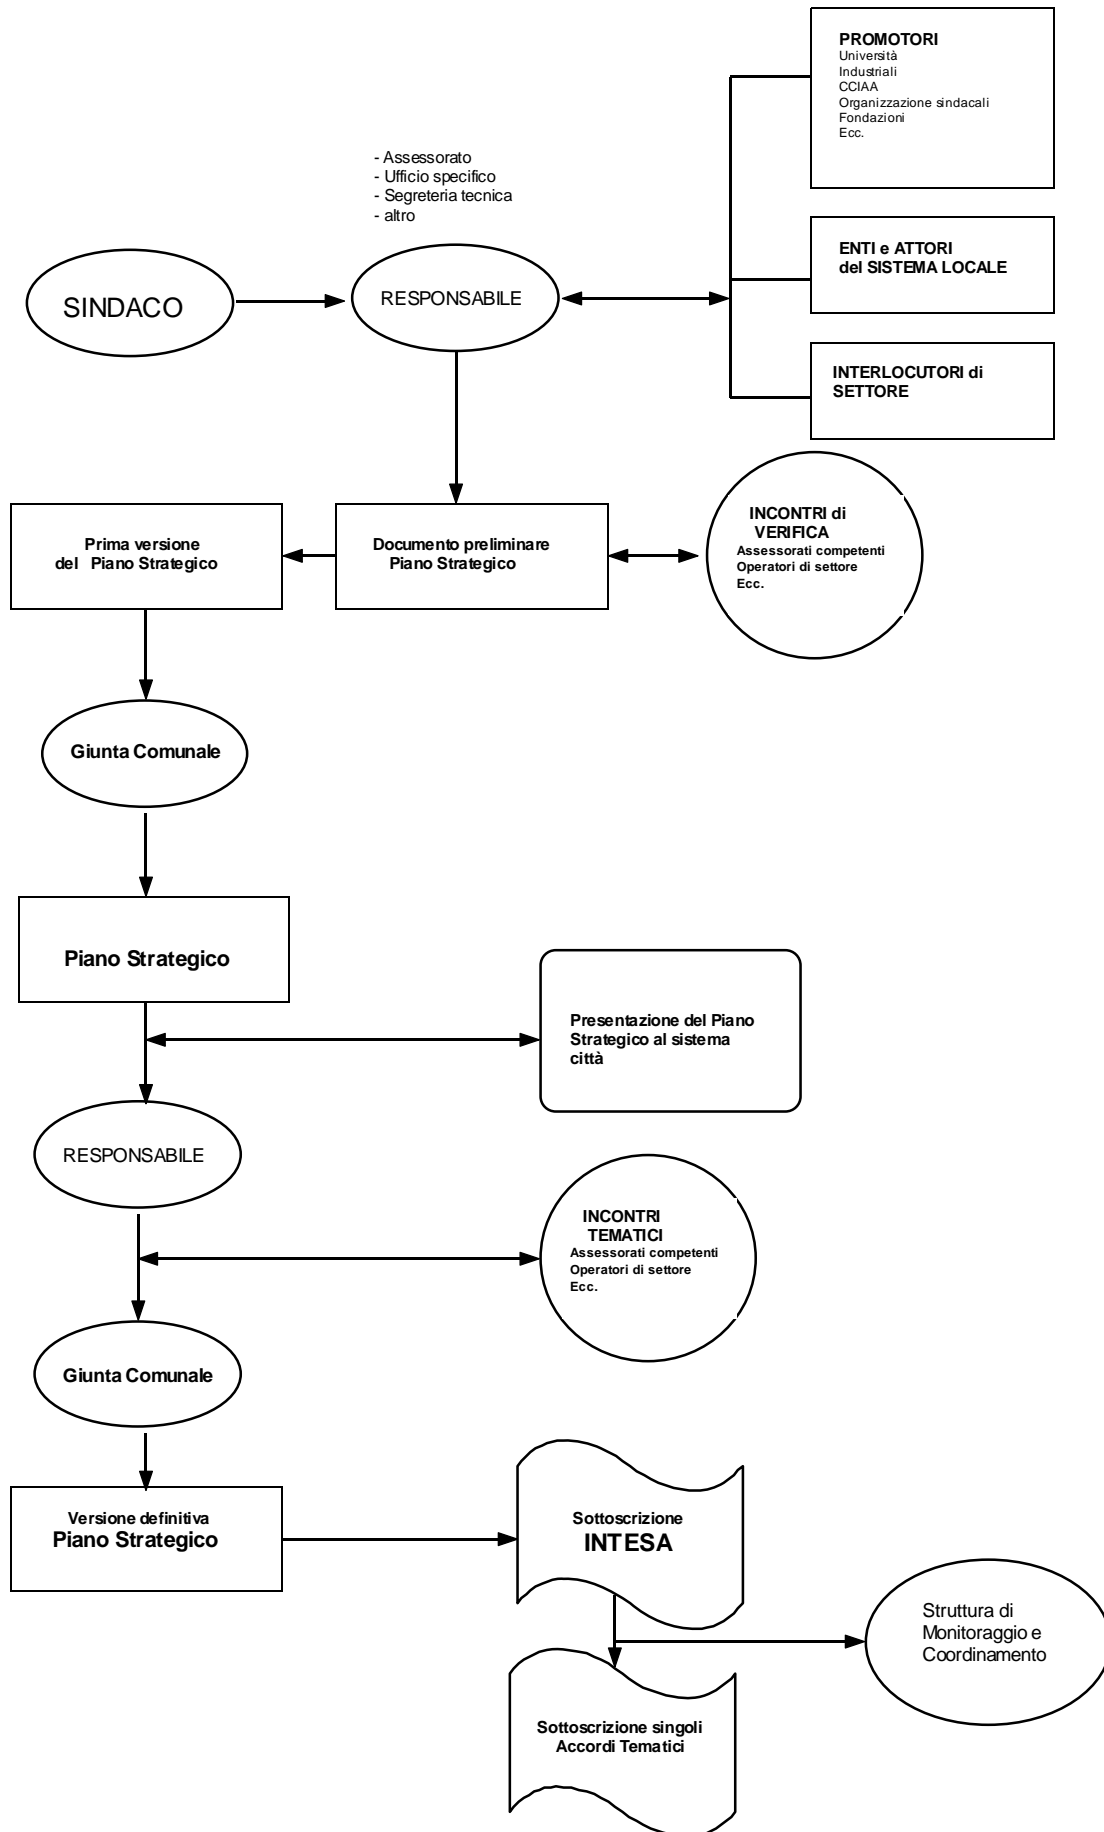 PROMOTORI
Università
Industriali
CCIAA
Organizzazione sindacali
Fondazioni
Ecc.
- Assessorato
- Ufficio specifico
- Segreteria tecnica
- altro
ENTI e ATTORI
del SISTEMA LOCALE
SINDACO
RESPONSABILE
INTERLOCUTORI di
SETTORE
Prima versione
del Piano Strategico
Documento preliminare
Piano Strategico
INCONTRI di
VERIFICA
Assessorati competenti
Operatori di settore
Ecc.
Giunta Comunale
Piano Strategico
Presentazione del Piano
Strategico al sistema
città
RESPONSABILE
INCONTRI
TEMATICI
Assessorati competenti
Operatori di settore
Ecc.
Giunta Comunale
Versione definitiva
Piano Strategico
Sottoscrizione
INTESA
Struttura di
Monitoraggio e
Coordinamento
Sottoscrizione singoli
Accordi Tematici